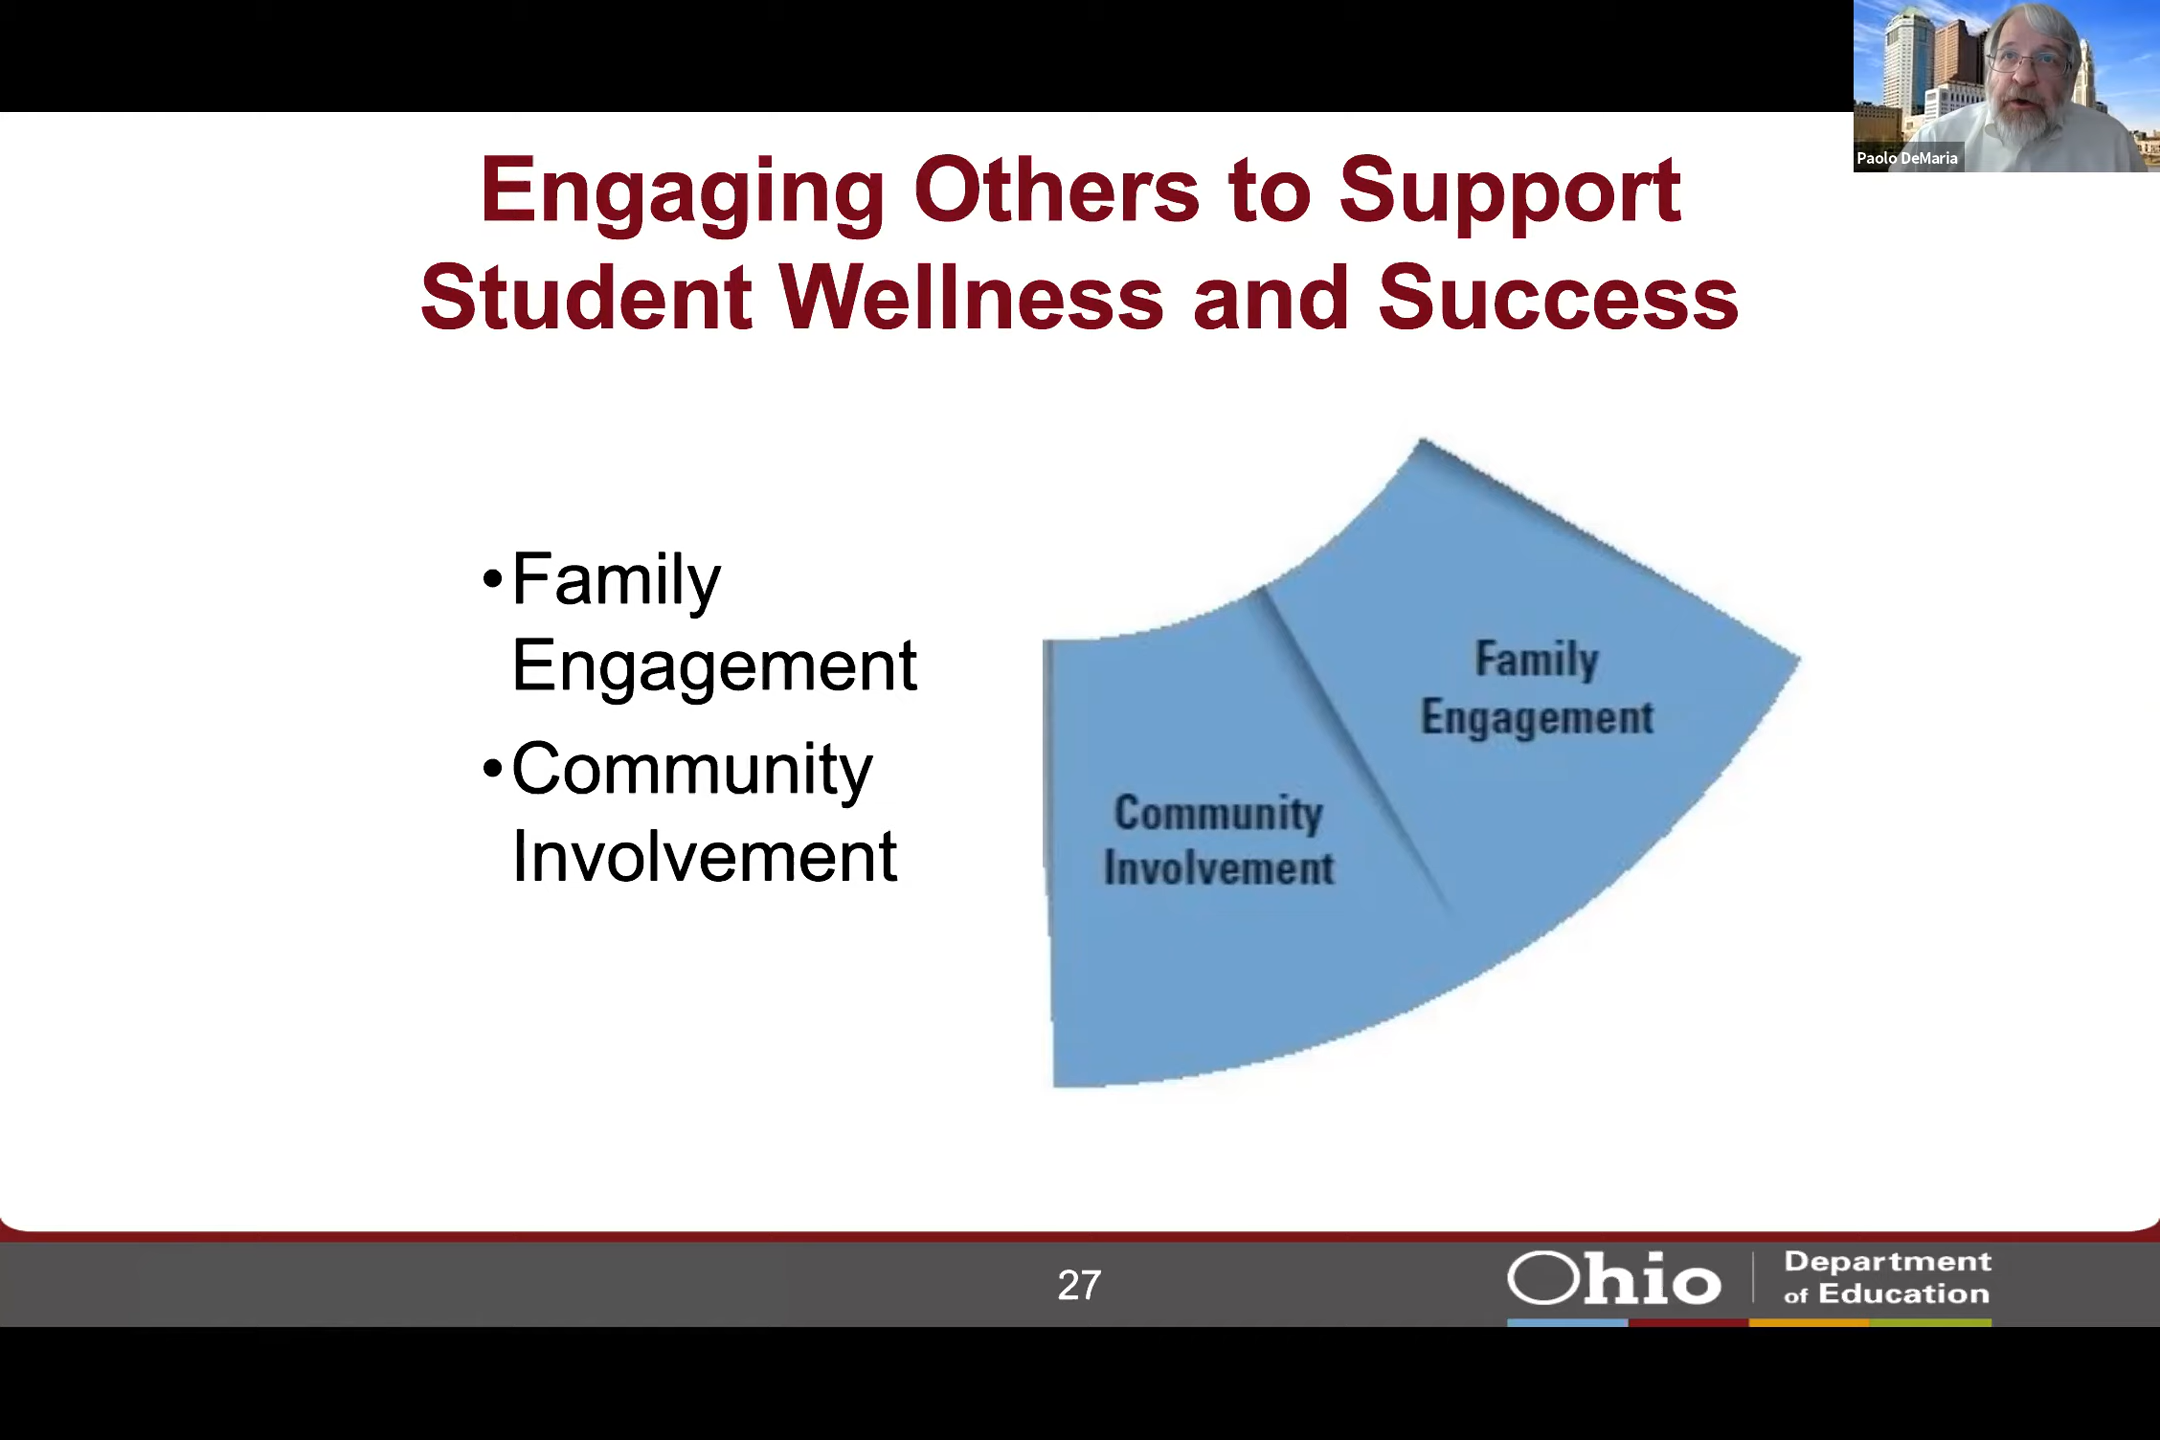 Paolo DeMaria
Engaging Others to Support
Student Wellness and Success
•Family
Engagement
•Community
Involvement
Family
Engagement
Community
Involvement
27
Ohio
Department
of Education